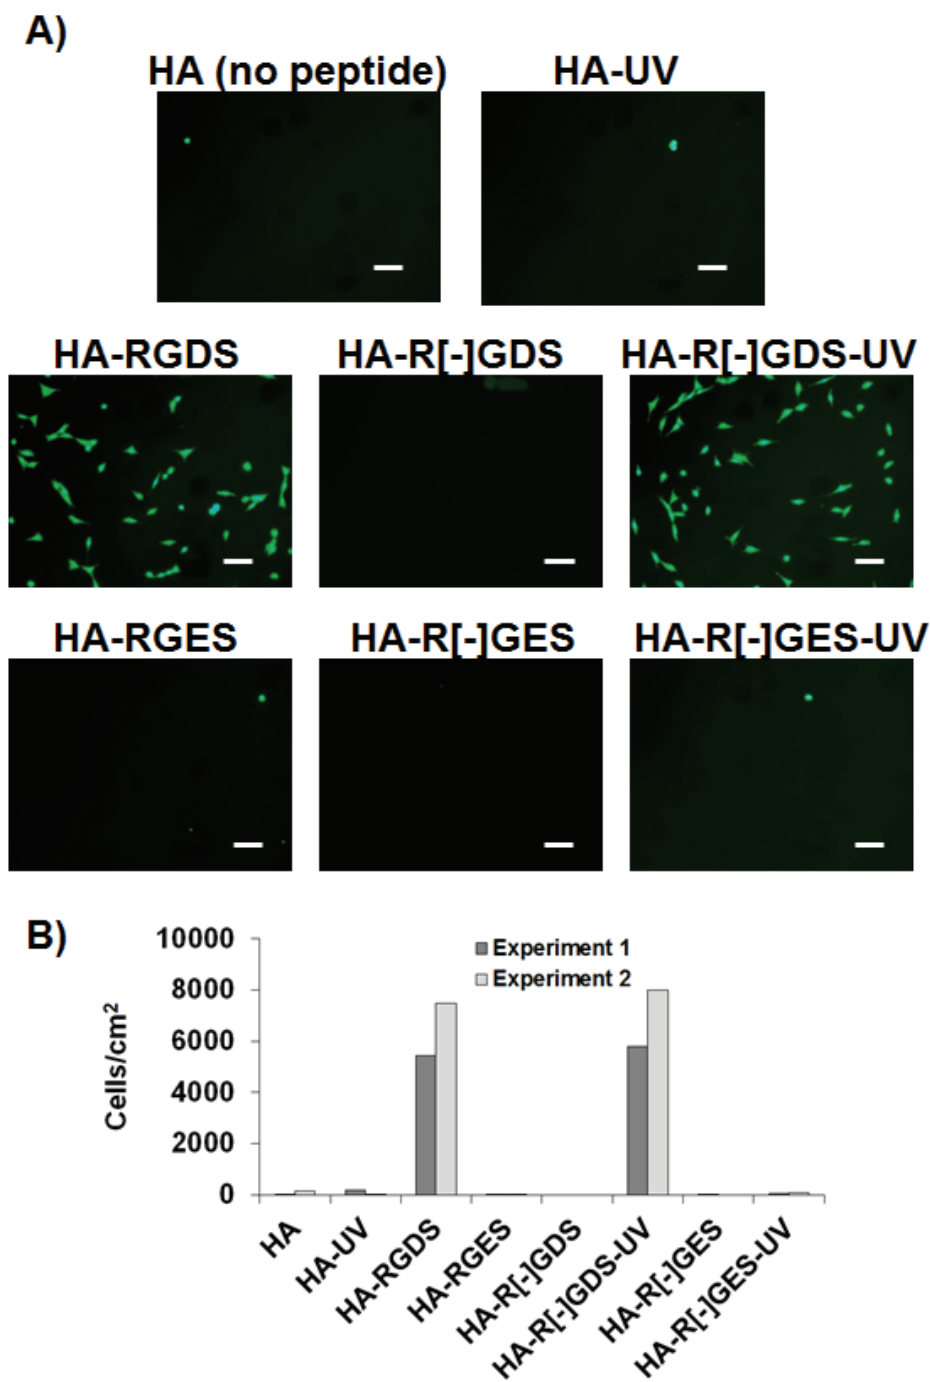 A)
HA (no peptide) HA-UV
HA-RGDS HA-R[-]GDS HA-R[-]GDS-UV
HA-RGES HA-R[-]GES HA-R[-]GES-UV
B)
10000
8000
6000
4000
2000
0
Cells/cm²
Experiment 1
Experiment 2
HA
HA-UV
HA-RGDS
HA-RGES
HA-R[-]GDS
HA-R[-]GDS-UV
HA-R[-]GES
HA-R[-]GES-UV